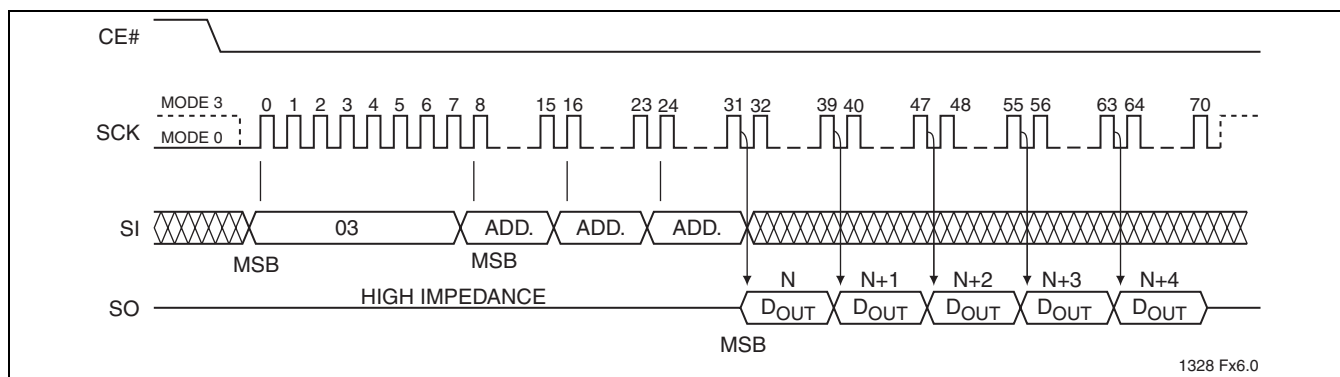 CE#
MODE 3
0 1 2 3 4 5 6 7 8 15 16 23 24 31 32 39 40 47 48 55 56 63 64 70
SCK
MODE 0
SI
03
ADD.
ADD.
ADD.
MSB
MSB
N
N+1
N+2
N+3
N+4
HIGH IMPEDANCE
SO
DOUT
DOUT
DOUT
DOUT
DOUT
MSB
1328 Fx6.0